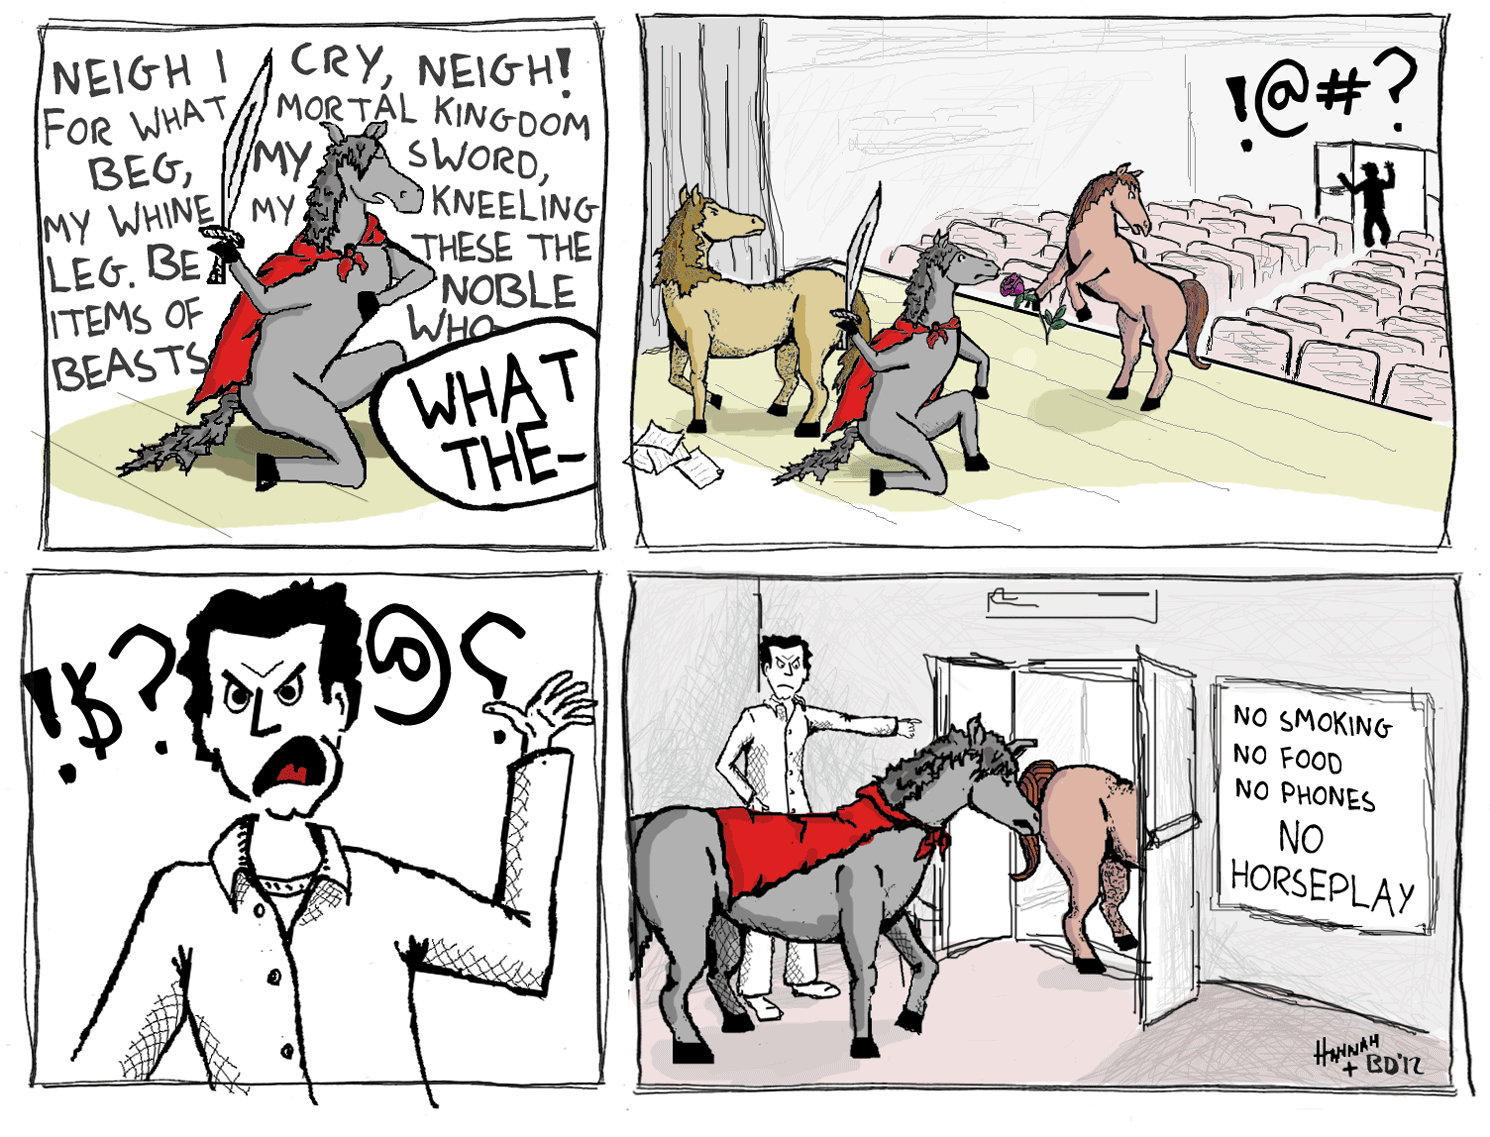 NEIGH I CRY, NEIGH!
FOR WHAT MORTAL KINGDOM
BEG, MY SWORD,
MY WHINE MY KNEELING
LEG. BE THESE THE
ITEMS OF NOBLE
BEASTS WHO-
WHAT
THE-
!@#?
!$?@?
NO SMOKING
NO FOOD
NO PHONES
NO
HORSEPLAY
HANNAH
+ BD'12